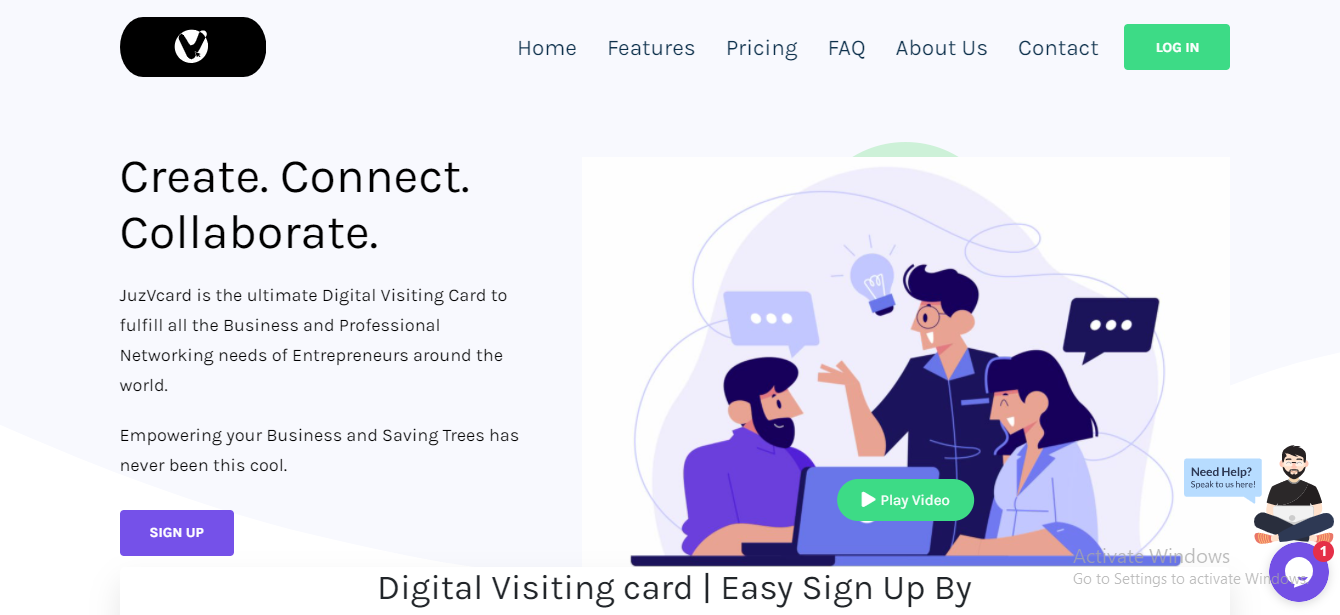 Home Features Pricing FAQ About Us Contact LOG IN
Create. Connect.
Collaborate.
JuzVcard is the ultimate Digital Visiting Card to
fulfill all the Business and Professional
Networking needs of Entrepreneurs around the
world.
Empowering your Business and Saving Trees has
never been this cool.
SIGN UP
Play Video
Need Help?
Speak to us here!
1
Activate Windows
Go to Settings to activate Windows.
Digital Visiting card | Easy Sign Up By